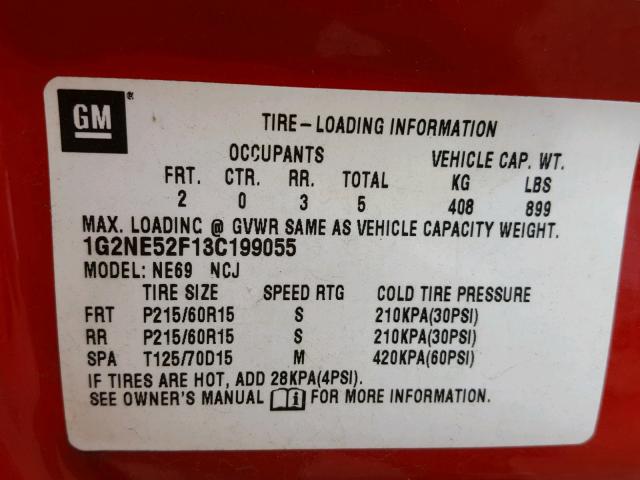 GM ®
TIRE-LOADING INFORMATION
OCCUPANTS VEHICLE CAP. WT.
FRT. CTR. RR. TOTAL KG LBS
2 0 3 5 408 899
MAX. LOADING @ GVWR SAME AS VEHICLE CAPACITY WEIGHT.
1G2NE52F13C199055
MODEL: NE69 NCJ
TIRE SIZE SPEED RTG COLD TIRE PRESSURE
FRT P215/60R15 S 210KPA(30PSI)
RR P215/60R15 S 210KPA(30PSI)
SPA T125/70D15 M 420KPA(60PSI)
IF TIRES ARE HOT, ADD 28KPA(4PSI).
SEE OWNER'S MANUAL i FOR MORE INFORMATION.